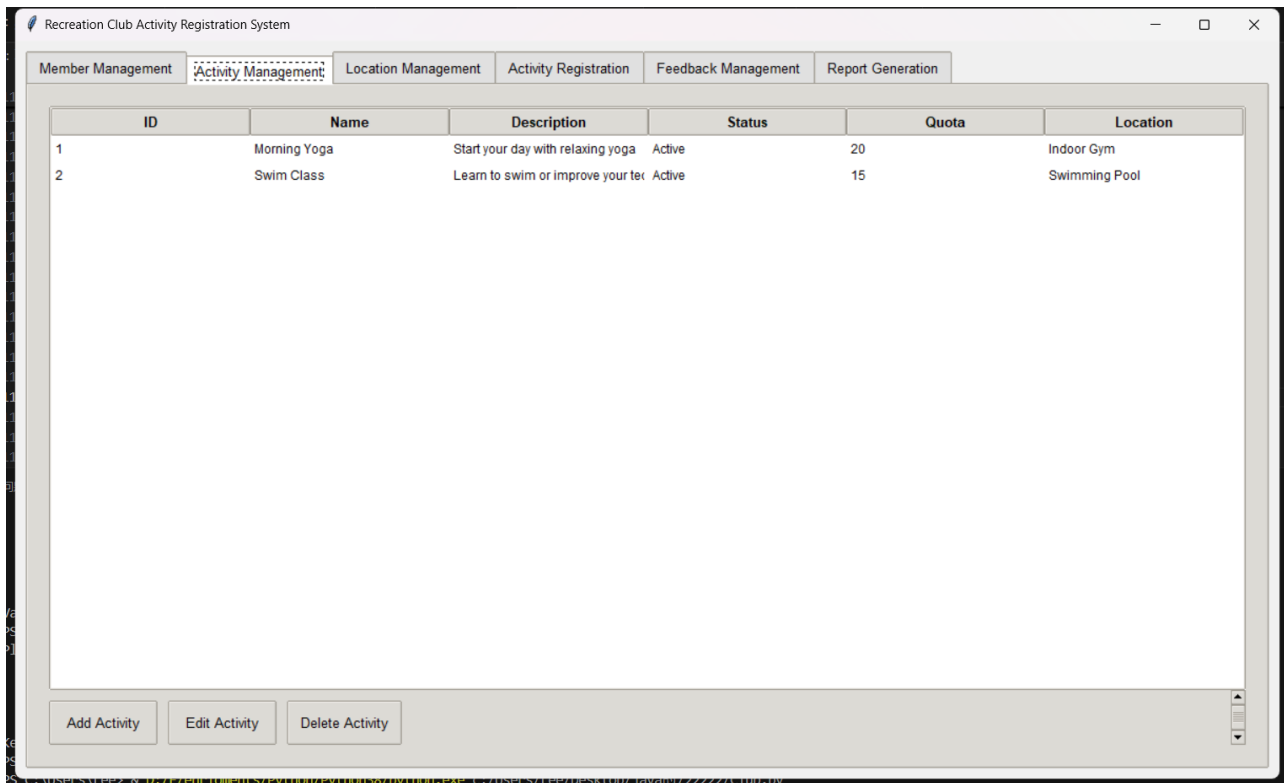 Recreation Club Activity Registration System
Member Management Activity Management Location Management Activity Registration Feedback Management Report Generation
ID Name Description Status Quota Location
1 Morning Yoga Start your day with relaxing yoga Active 20 Indoor Gym
2 Swim Class Learn to swim or improve your tec Active 15 Swimming Pool
Add Activity Edit Activity Delete Activity